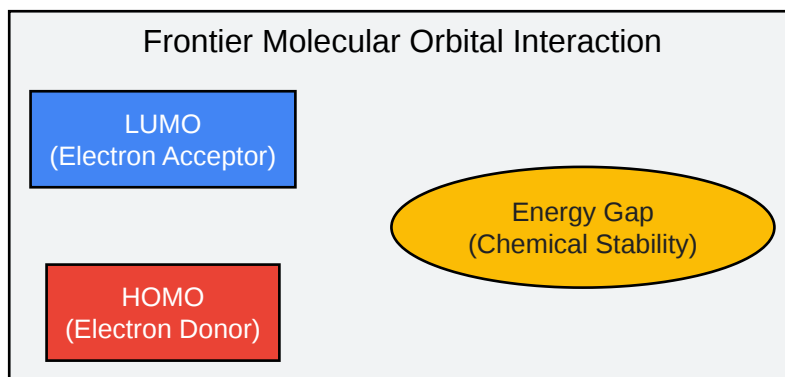 Frontier Molecular Orbital Interaction
LUMO
(Electron Acceptor)
Energy Gap
(Chemical Stability)
HOMO
(Electron Donor)